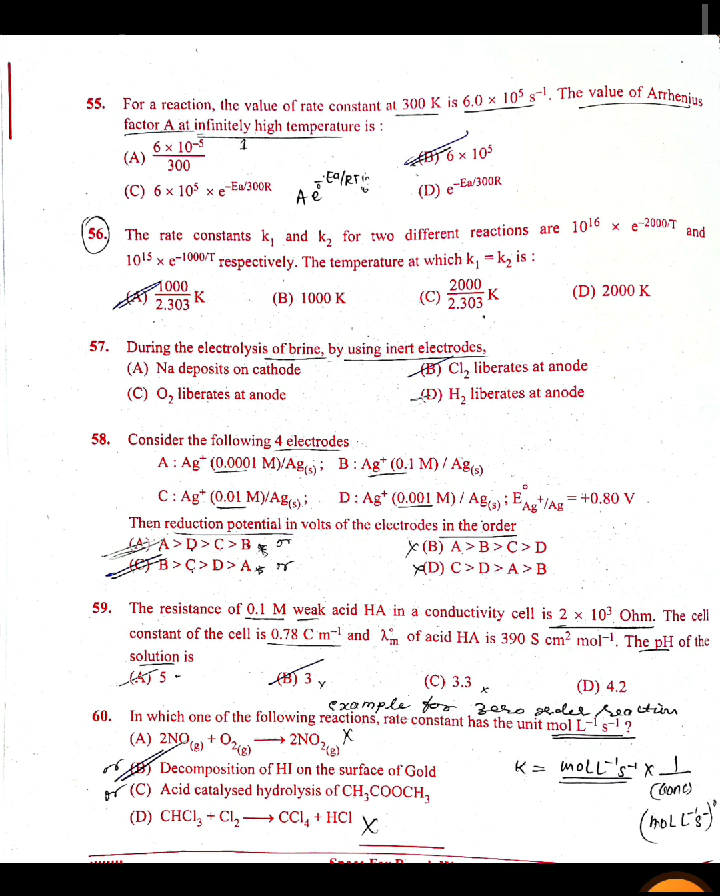 55. For a reaction, the value of rate constant at 300 K is 6.0 × 10⁵ s⁻¹. The value of Arrhenius
factor A at infinitely high temperature is :
(A) 6 × 10⁻⁵ / 300
1
(B) 6 × 10⁵
(C) 6 × 10⁵ × e^-Ea/300R
A e^-Ea/RT
(D) e^-Ea/300R
56. The rate constants k₁ and k₂ for two different reactions are 10¹⁶ × e^-2000/T and
10¹⁵ × e^-1000/T respectively. The temperature at which k₁ = k₂ is :
(A) 1000/2.303 K (B) 1000 K (C) 2000/2.303 K (D) 2000 K
57. During the electrolysis of brine, by using inert electrodes,
(A) Na deposits on cathode (B) Cl₂ liberates at anode
(C) O₂ liberates at anode (D) H₂ liberates at anode
58. Consider the following 4 electrodes
A : Ag⁺ (0.0001 M)/Ag(s) ; B : Ag⁺ (0.1 M) / Ag(s)
C : Ag⁺ (0.01 M)/Ag(s) ; D : Ag⁺ (0.001 M) / Ag(s) ; E°Ag⁺/Ag = +0.80 V
Then reduction potential in volts of the electrodes in the order
(A) A > D > C > B or X (B) A > B > C > D
(C) B > C > D > A or X (D) C > D > A > B
59. The resistance of 0.1 M weak acid HA in a conductivity cell is 2 × 10³ Ohm. The cell
constant of the cell is 0.78 C m⁻¹ and λ°m of acid HA is 390 S cm² mol⁻¹. The pH of the
solution is
(A) 5 - (B) 3 x (C) 3.3 x (D) 4.2
example for zero order reaction
60. In which one of the following reactions, rate constant has the unit mol L⁻¹ s⁻¹ ?
(A) 2NO(g) + O₂(g) ⟶ 2NO₂(g) X
or (B) Decomposition of HI on the surface of Gold
K = mol L⁻¹ s⁻¹ × 1 / (conc)
or (C) Acid catalysed hydrolysis of CH₃COOCH₃
(mol L⁻¹ s⁻¹)°
(D) CHCl₃ + Cl₂ ⟶ CCl₄ + HCl X